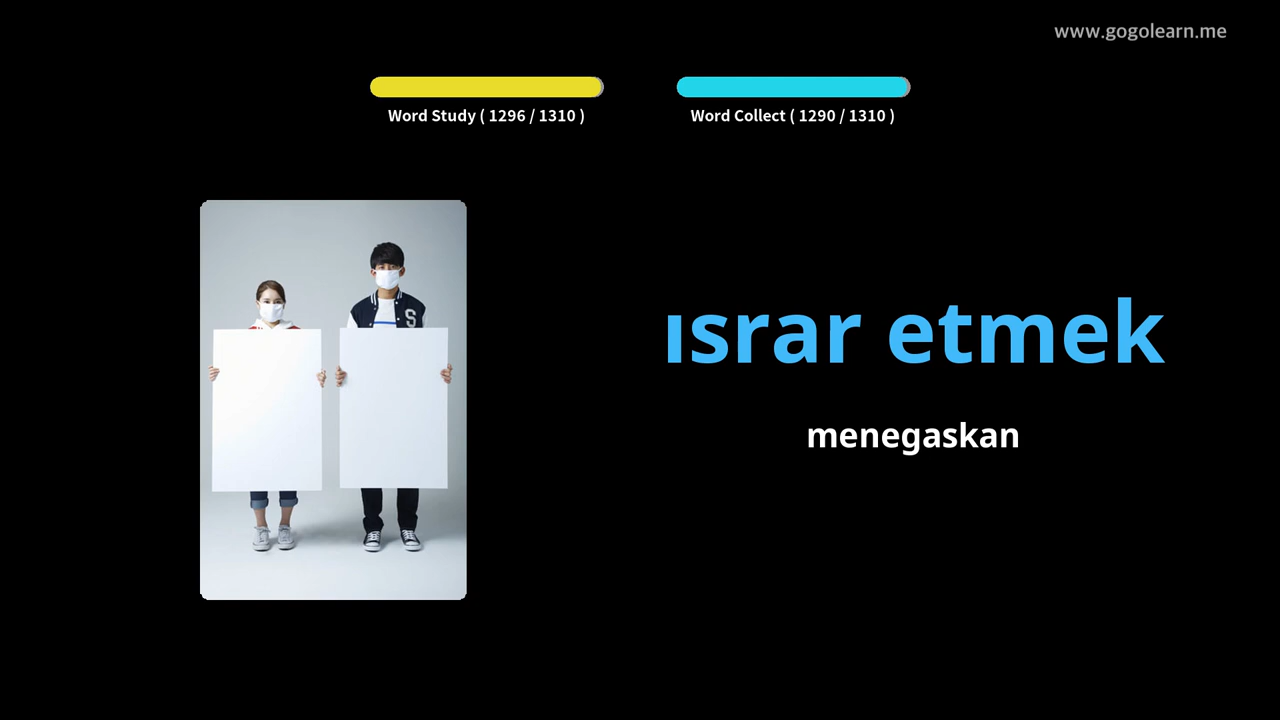 www.gogolearn.me
Word Study ( 1296 / 1310 )
Word Collect ( 1290 / 1310 )
S
ısrar etmek
menegaskan